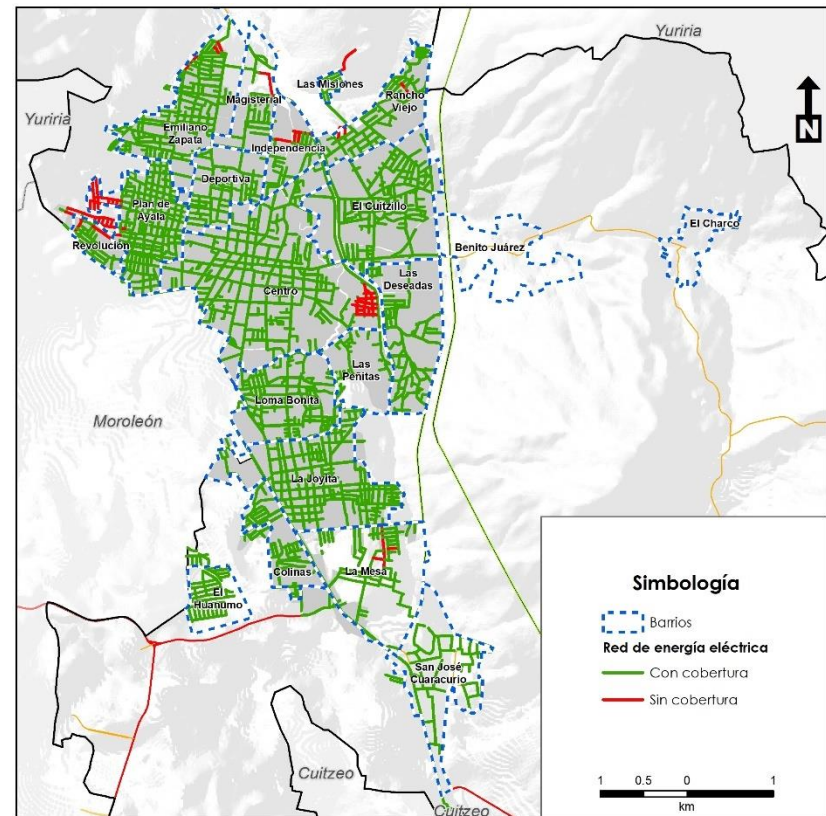 Yuriria
Yuriria
Las Misiones
Magisterial
Rancho
Viejo
Emiliano
Zapata
Independencia
Deportiva
N
Plan de
Ayala
El Cuitzillo
El Charco
Revolución
Benito Juárez
Las
Deseadas
Centro
Las
Peñitas
Loma Bonita
Moroleón
La Joyita
Colinas
La Mesa
El
Huanumo
San José
Cuaracurio
Cuitzeo
Cuitzeo
Simbología
Barrios
Red de energía eléctrica
Con cobertura
Sin cobertura
1 0.5 0 1
km